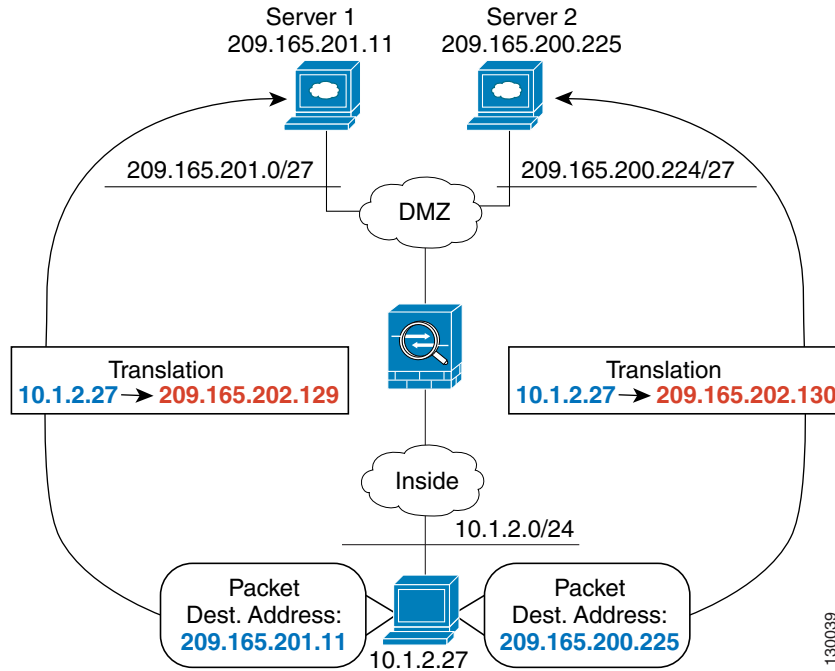 Server 1
209.165.201.11
Server 2
209.165.200.225
209.165.201.0/27
209.165.200.224/27
DMZ
Translation
10.1.2.27 → 209.165.202.129
Translation
10.1.2.27 → 209.165.202.130
Inside
10.1.2.0/24
Packet
Dest. Address:
209.165.201.11
Packet
Dest. Address:
209.165.200.225
10.1.2.27
130039